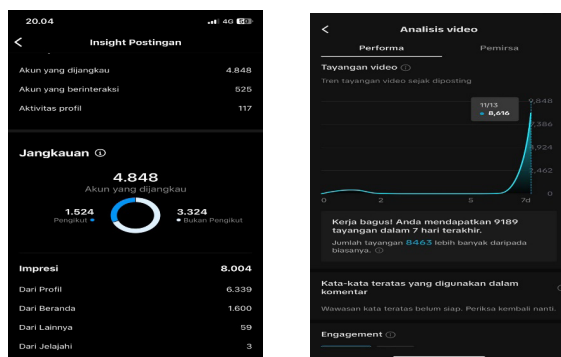 20.04
4G 50
Insight Postingan
Akun yang dijangkau 4.848
Akun yang berinteraksi 525
Aktivitas profil 117
Jangkauan
4.848
Akun yang dijangkau
1.524 3.324
Pengikut Bukan Pengikut
Impresi 8.004
Dari Profil 6.339
Dari Beranda 1.600
Dari Lainnya 59
Dari Jelajahi 3
Analisis video
Performa Pemirsa
Tayangan video
Tren tayangan video sejak diposting
11/13
8,616
9,848
7,386
4,924
2,462
0
0 2 5 7d
Kerja bagus! Anda mendapatkan 9189
tayangan dalam 7 hari terakhir.
Jumlah tayangan 8463 lebih banyak daripada
biasanya.
Kata-kata teratas yang digunakan dalam
komentar
Wawasan kata teratas belum siap. Periksa kembali nanti.
Engagement